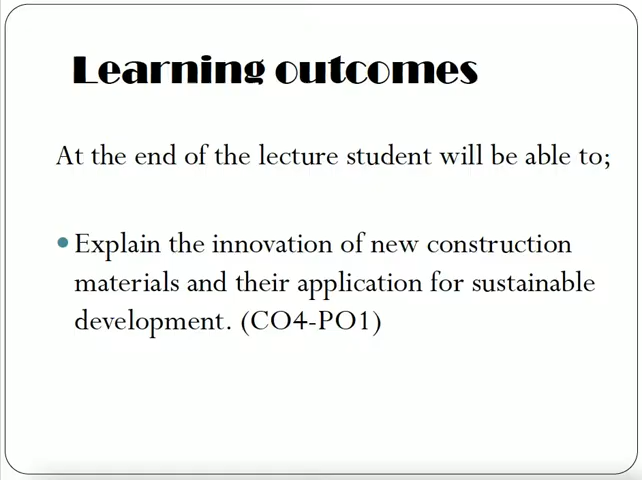 Learning outcomes
At the end of the lecture student will be able to;
Explain the innovation of new construction
materials and their application for sustainable
development. (CO4-PO1)